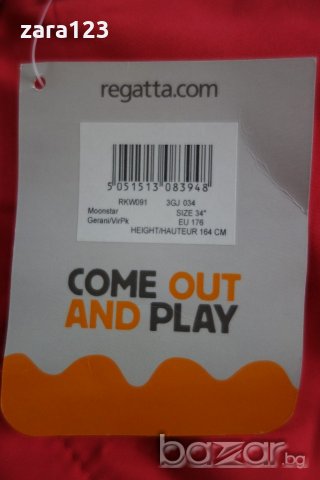 zara123
regatta.com
5 051513 083948
RKW091 3GJ 034
Moonstar SIZE 34"
Gerani/VirPk EU 176
HEIGHT/HAUTEUR 164 CM
COME OUT
AND PLAY
bazar.bg